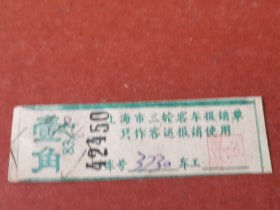 壹角
42450
上海市三轮客车报销单
只作客运报销使用
车号 3230 车工